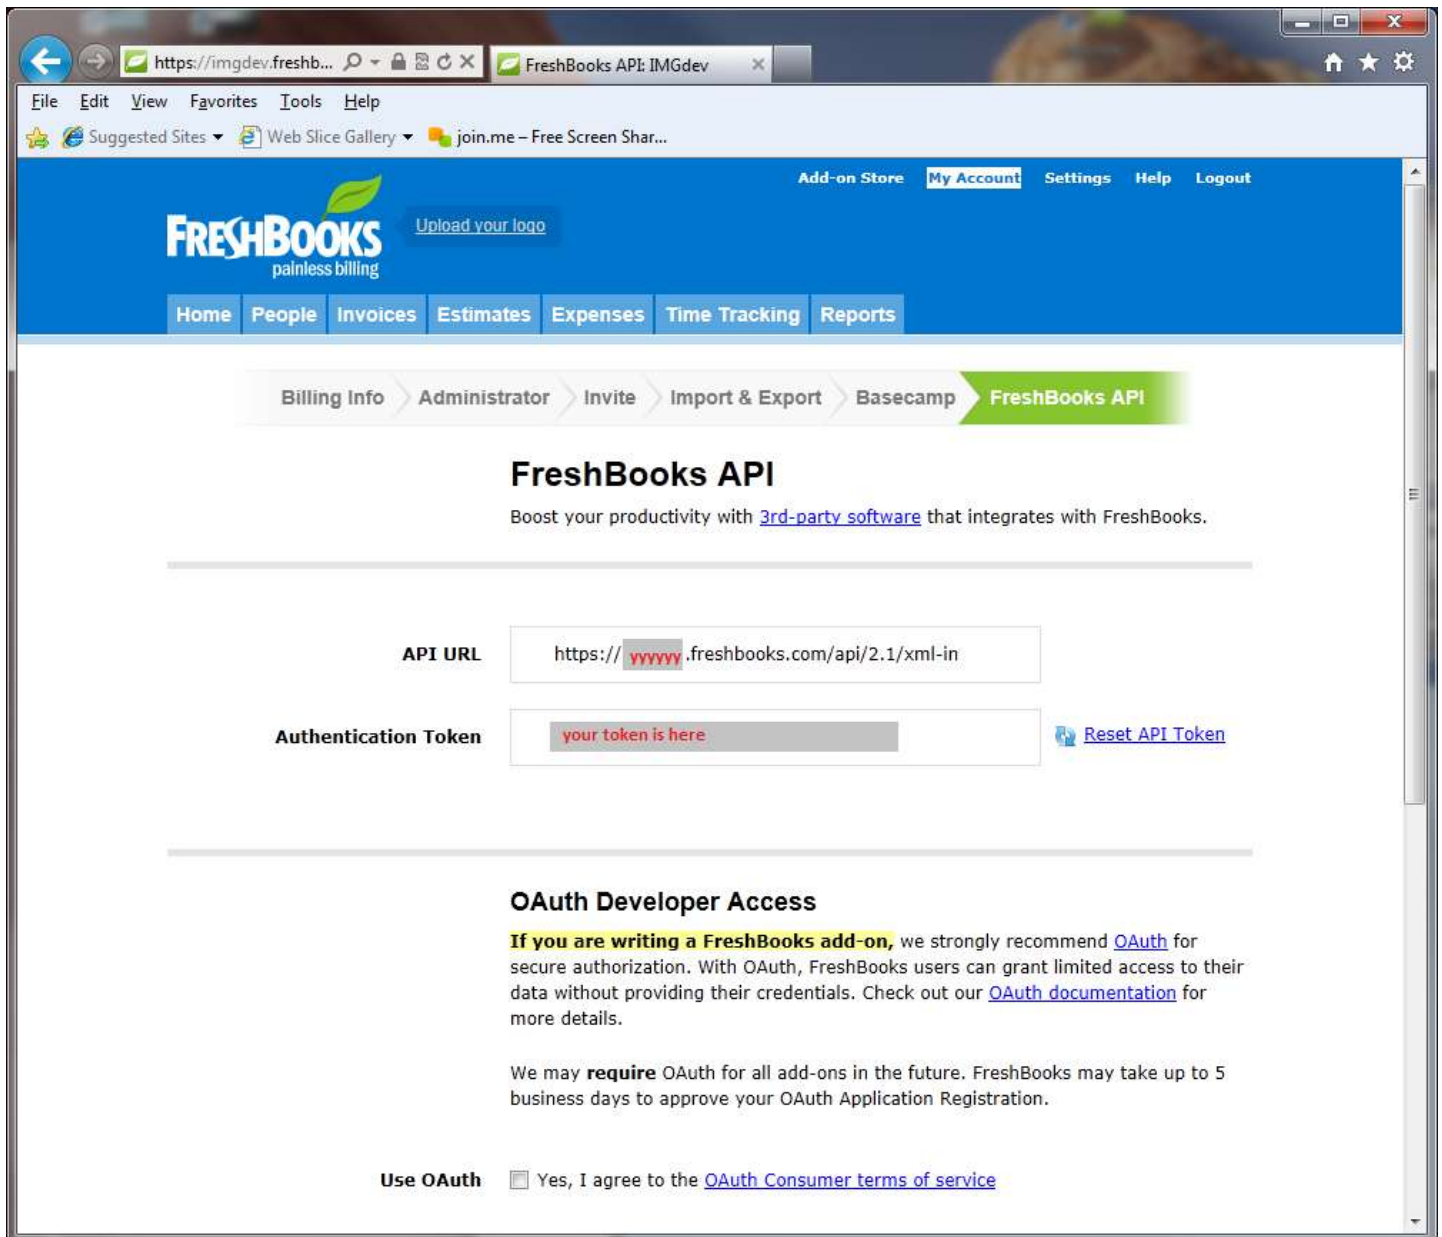 https://imgdev.freshb...
FreshBooks API: IMGdev
File Edit View Favorites Tools Help
Suggested Sites Web Slice Gallery join.me – Free Screen Shar...
Add-on Store My Account Settings Help Logout
FRESHBOOKS
painless billing
Upload your logo
Home People Invoices Estimates Expenses Time Tracking Reports
Billing Info Administrator Invite Import & Export Basecamp FreshBooks API
FreshBooks API
Boost your productivity with 3rd-party software that integrates with FreshBooks.
API URL https:// yyyyyy .freshbooks.com/api/2.1/xml-in
Authentication Token your token is here Reset API Token
OAuth Developer Access
If you are writing a FreshBooks add-on, we strongly recommend OAuth for
secure authorization. With OAuth, FreshBooks users can grant limited access to their
data without providing their credentials. Check out our OAuth documentation for
more details.
We may require OAuth for all add-ons in the future. FreshBooks may take up to 5
business days to approve your OAuth Application Registration.
Use OAuth Yes, I agree to the OAuth Consumer terms of service